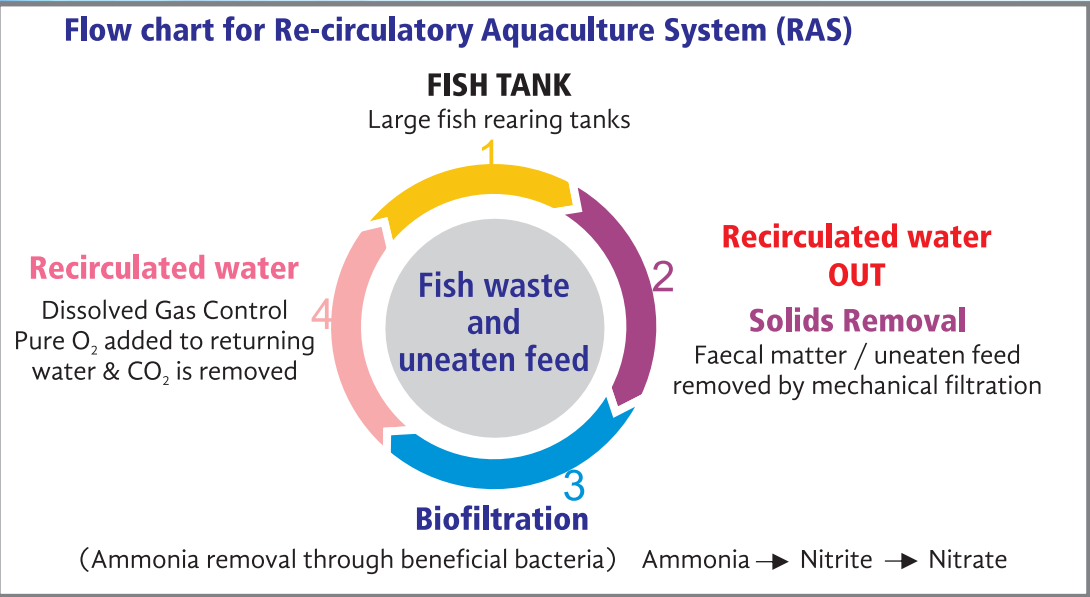 Flow chart for Re-circulatory Aquaculture System (RAS)
FISH TANK
Large fish rearing tanks
1
Recirculated water
OUT
2
Solids Removal
Faecal matter / uneaten feed
removed by mechanical filtration
Fish waste
and
uneaten feed
Recirculated water
Dissolved Gas Control
4
Pure O₂ added to returning
water & CO₂ is removed
3
Biofiltration
(Ammonia removal through beneficial bacteria) Ammonia → Nitrite → Nitrate